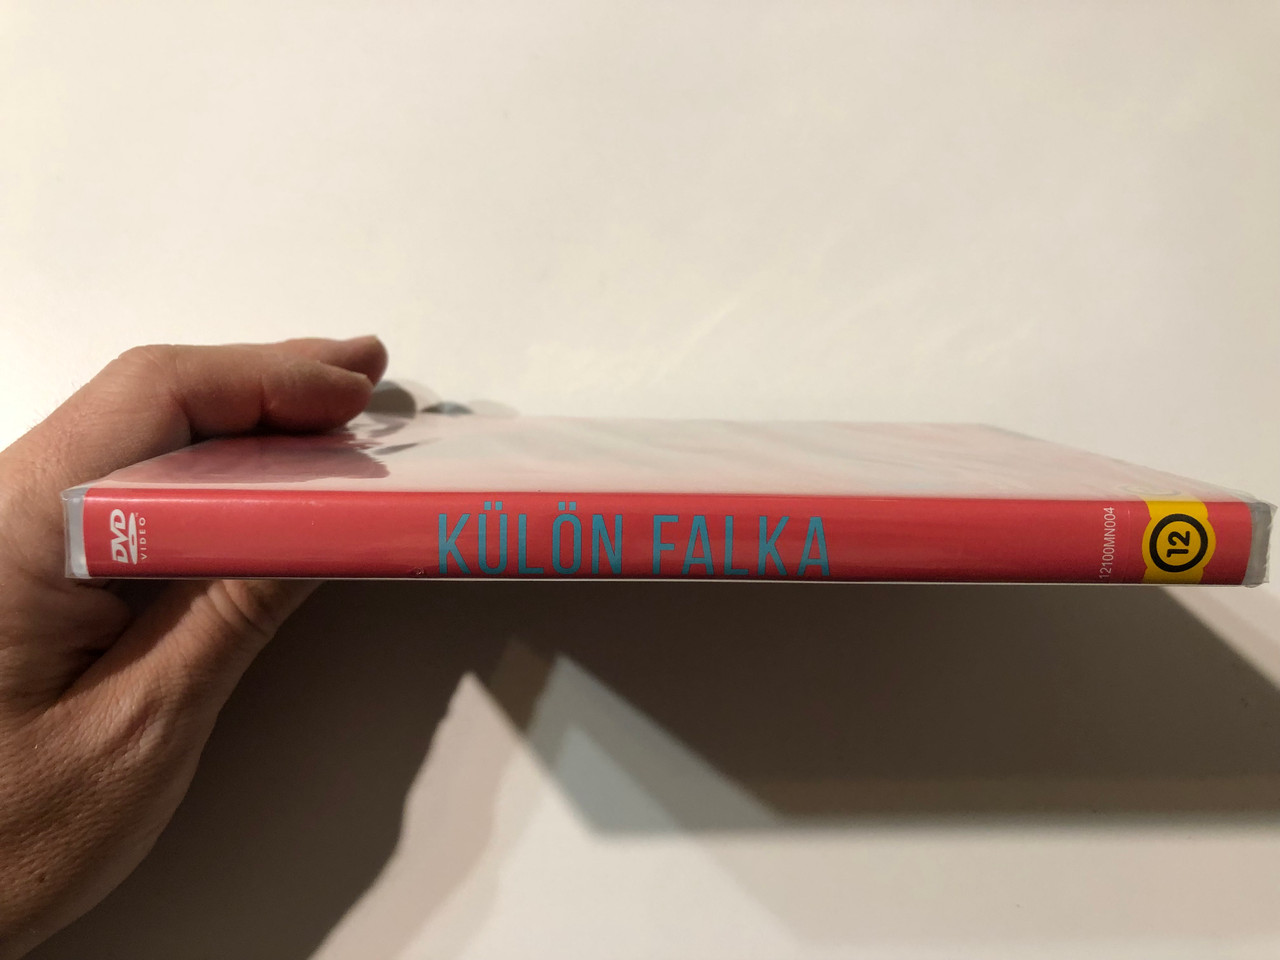 DVD
VIDEO
KÜLÖN FALKA
12100MN004
12